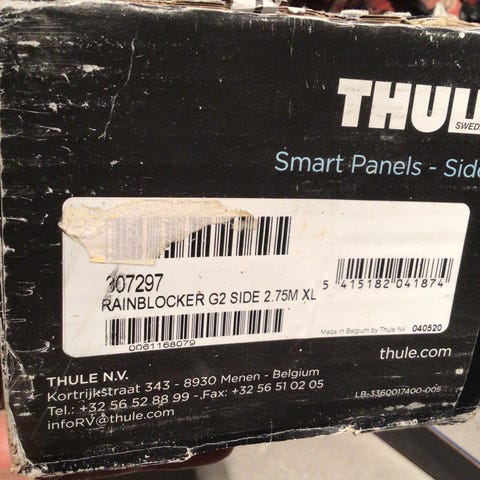 THULE
SWED
Smart Panels - Side
307297
RAINBLOCKER G2 SIDE 2.75M XL
5 415182 041874
0061168079
Made in Belgium by Thule NV 040520
thule.com
THULE N.V.
Kortrijkstraat 343 - 8930 Menen - Belgium
Tel.: +32 56 52 88 99 - Fax: +32 56 51 02 05
infoRV@thule.com
LB-3360017400-005